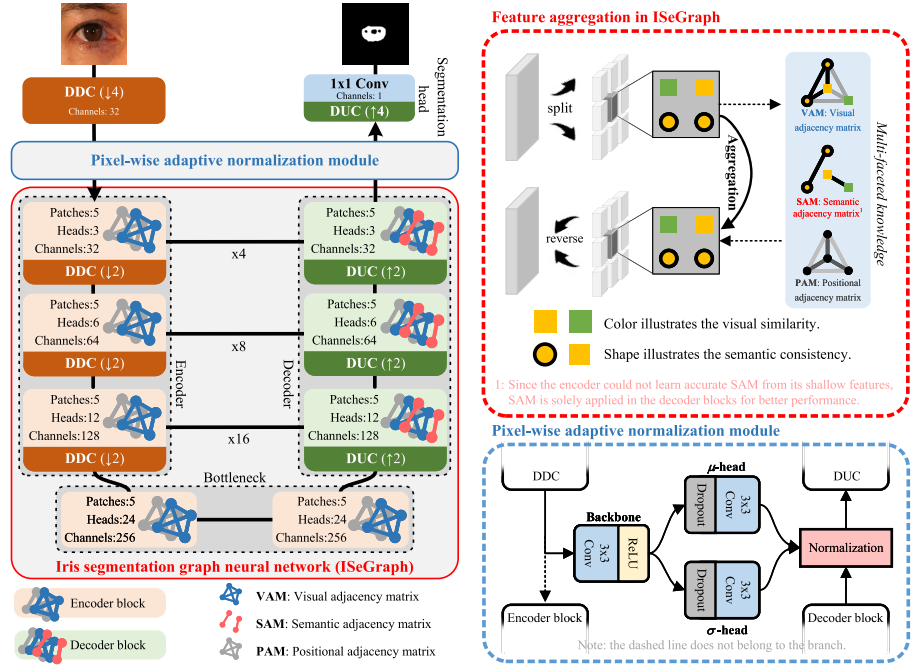 DDC (↓4)
Channels: 32
1x1 Conv
Channels: 1
DUC (↑4)
Segmentation
head
Pixel-wise adaptive normalization module
Patches:5
Heads:3
Channels:32
DDC (↓2)
x4
Patches:5
Heads:3
Channels:32
DUC (↑2)
Patches:5
Heads:6
Channels:64
DDC (↓2)
x8
Patches:5
Heads:6
Channels:64
DUC (↑2)
Encoder
Decoder
Patches:5
Heads:12
Channels:128
DDC (↓2)
x16
Patches:5
Heads:12
Channels:128
DUC (↑2)
Bottleneck
Patches:5
Heads:24
Channels:256
Patches:5
Heads:24
Channels:256
Iris segmentation graph neural network (ISeGraph)
Encoder block
Decoder block
VAM: Visual adjacency matrix
SAM: Semantic adjacency matrix
PAM: Positional adjacency matrix
Feature aggregation in ISeGraph
split
reverse
Aggregation
VAM: Visual
adjacency matrix
SAM: Semantic
adjacency matrix1
PAM: Positional
adjacency matrix
Multi-faceted knowledge
Color illustrates the visual similarity.
Shape illustrates the semantic consistency.
1: Since the encoder could not learn accurate SAM from its shallow features,
SAM is solely applied in the decoder blocks for better performance.
Pixel-wise adaptive normalization module
DDC
Encoder block
Backbone
3x3
Conv
ReLU
μ-head
Dropout
3x3
Conv
Dropout
3x3
Conv
σ-head
DUC
Normalization
Decoder block
Note: the dashed line does not belong to the branch.